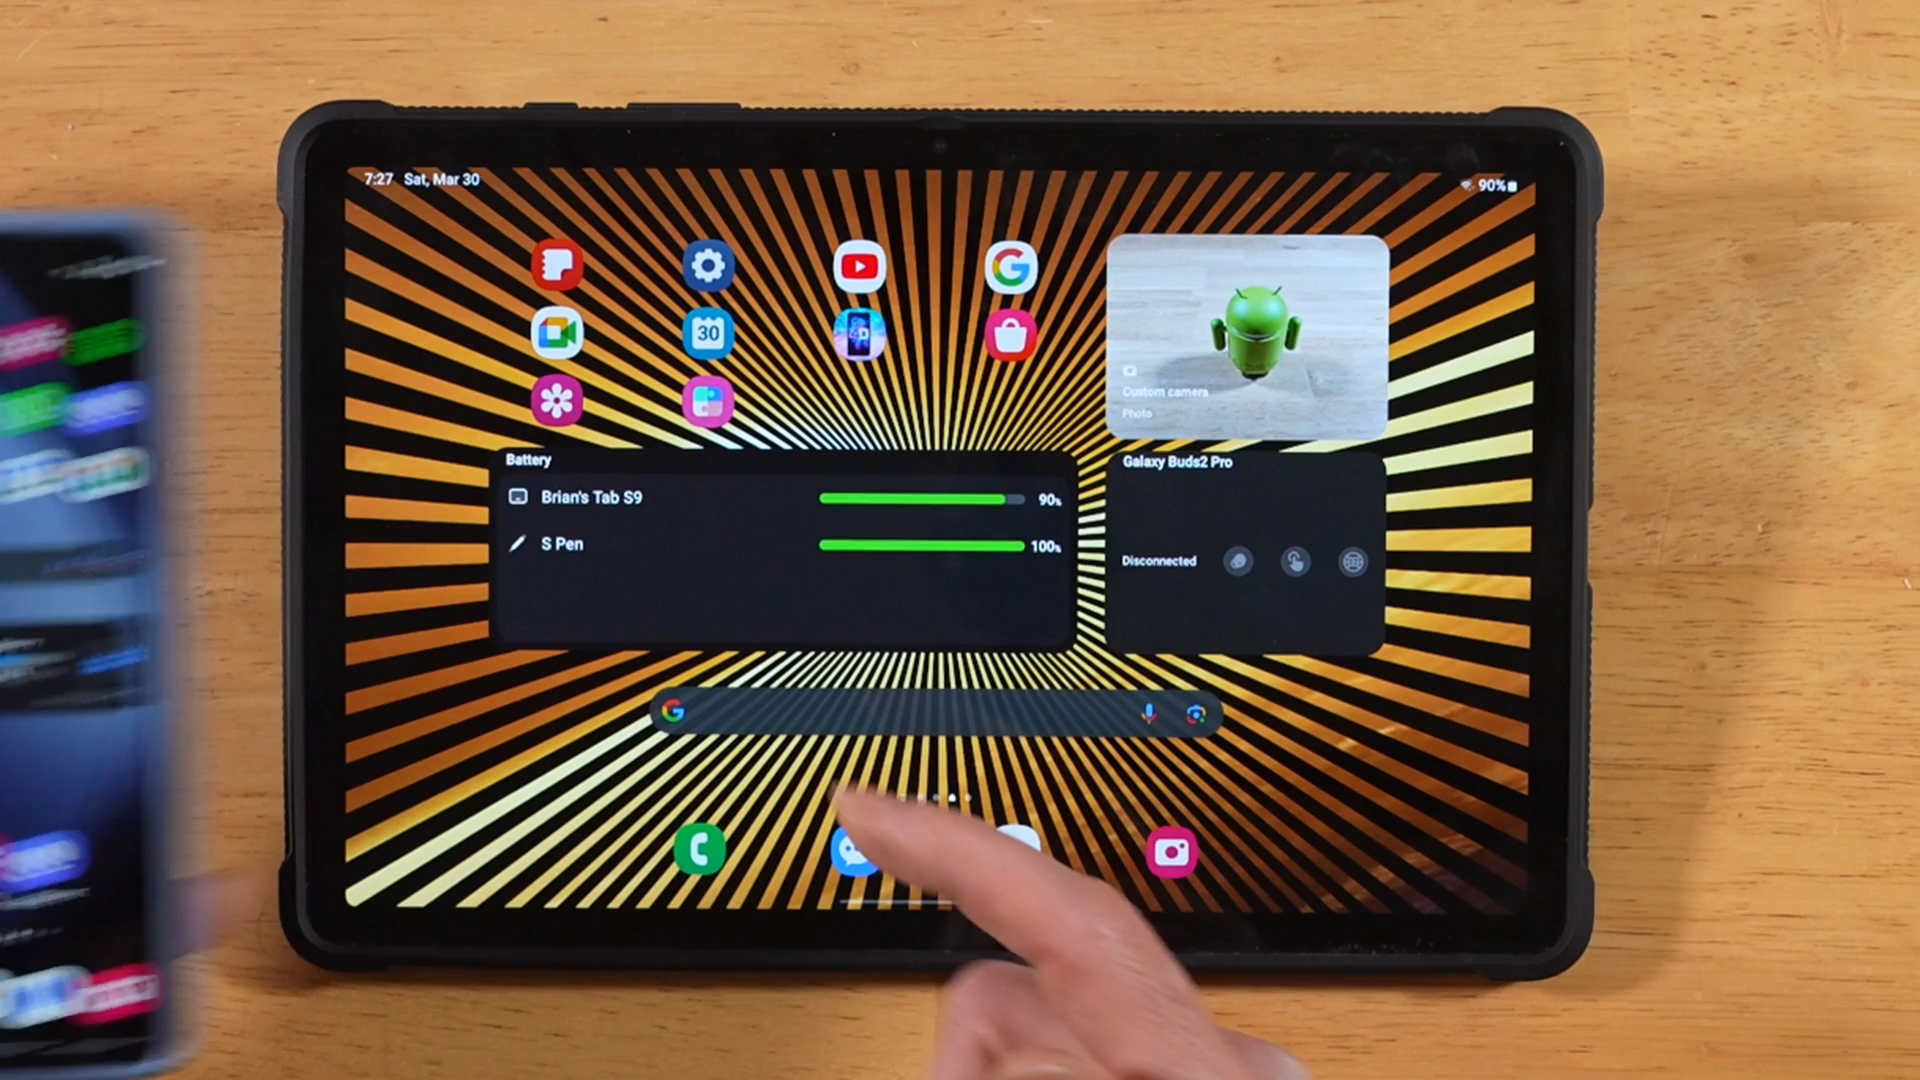 7:27 Sat, Mar 30
90%
30
Custom camera
Photo
Battery
Brian's Tab S9 90%
S Pen 100%
Galaxy Buds2 Pro
Disconnected